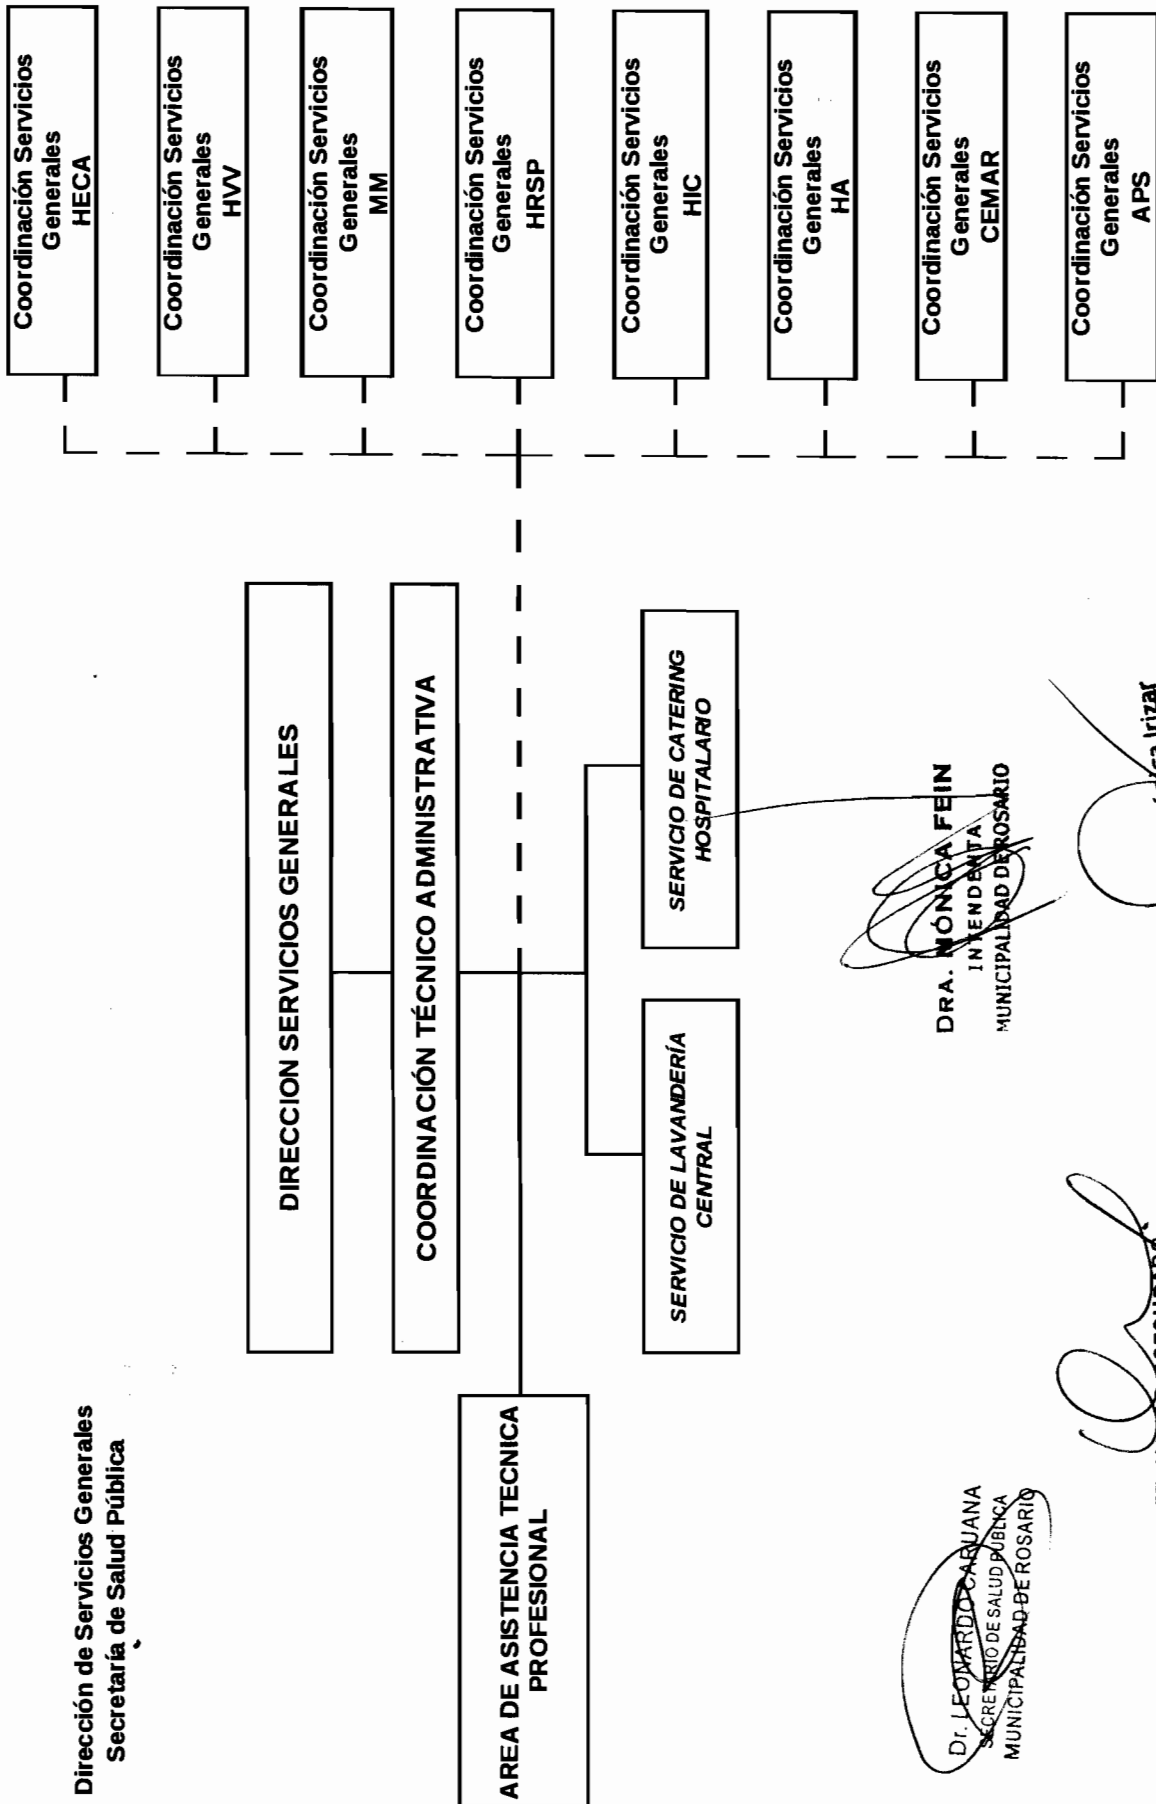 Dirección de Servicios Generales
Secretaría de Salud Pública
DIRECCION SERVICIOS GENERALES
COORDINACIÓN TÉCNICO ADMINISTRATIVA
AREA DE ASISTENCIA TECNICA
PROFESIONAL
SERVICIO DE LAVANDERÍA
CENTRAL
SERVICIO DE CATERING
HOSPITALARIO
Coordinación Servicios
Generales
HECA
Coordinación Servicios
Generales
HVV
Coordinación Servicios
Generales
MM
Coordinación Servicios
Generales
HRSP
Coordinación Servicios
Generales
HIC
Coordinación Servicios
Generales
HA
Coordinación Servicios
Generales
CEMAR
Coordinación Servicios
Generales
APS
Dr. LEONARDO CARUANA
SECRETARIO DE SALUD PUBLICA
MUNICIPALIDAD DE ROSARIO
DRA. MÓNICA FEIN
INTENDENTA
MUNICIPALIDAD DE ROSARIO
Irizar